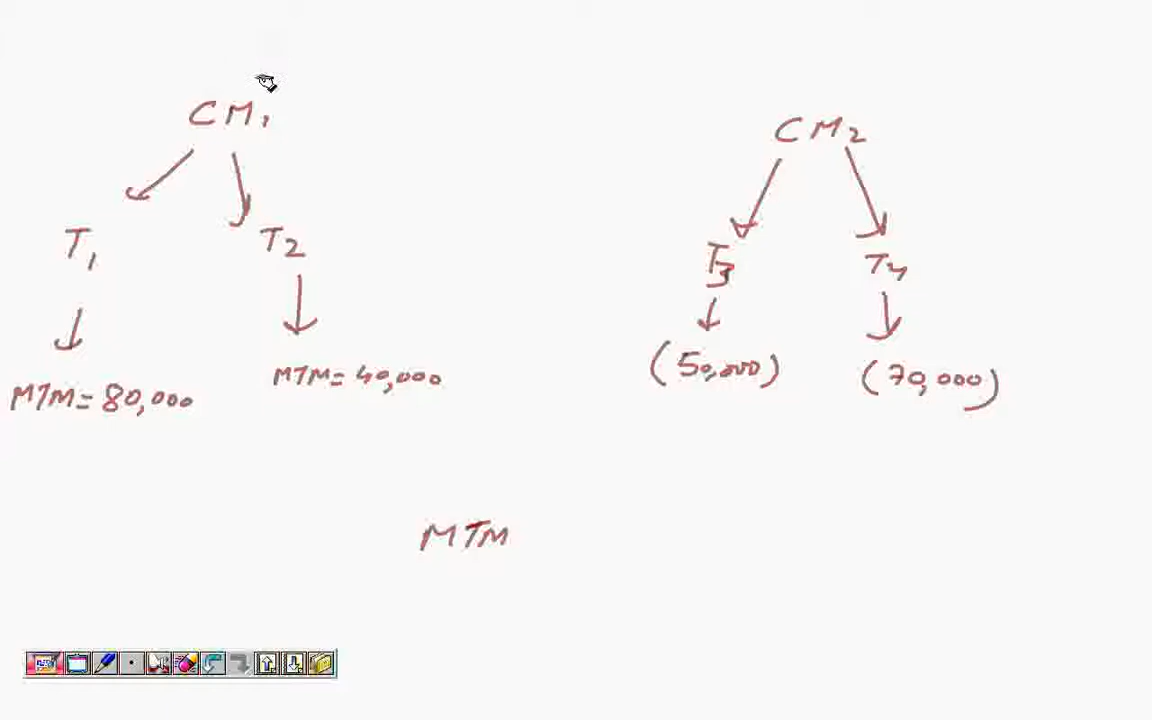 CM1
CM2
T1
T2
T3
T4
MTM= 80,000
MTM= 40,000
(50,000)
(70,000)
MTM